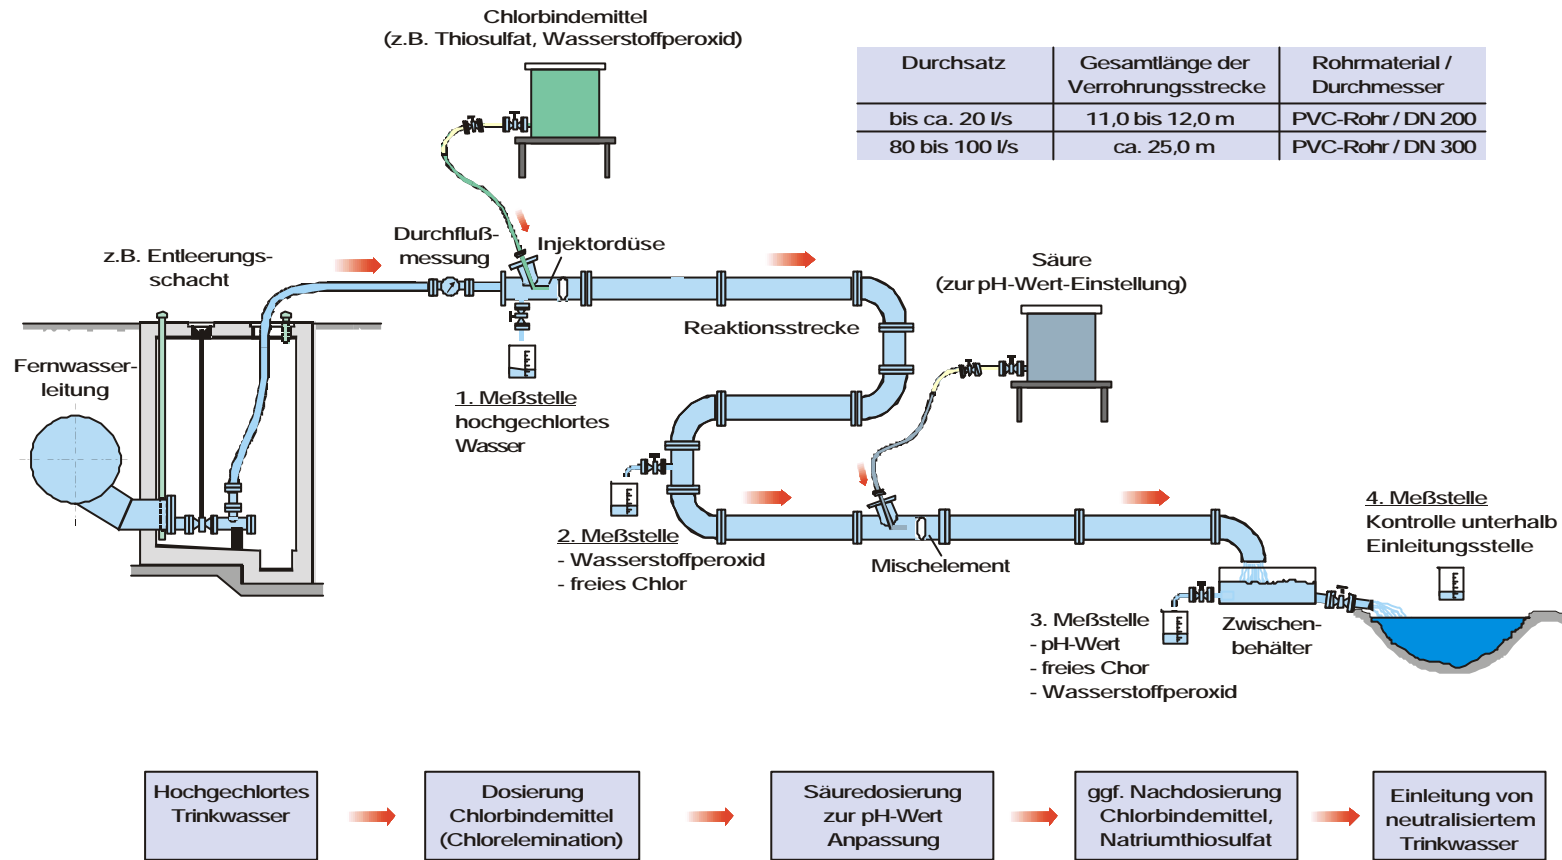 Chlorbindemittel
(z.B. Thiosulfat, Wasserstoffperoxid)
Durchsatz
Gesamtlänge der
Verrohrungsstrecke
Rohrmaterial /
Durchmesser
bis ca. 20 l/s
11,0 bis 12,0 m
PVC-Rohr / DN 200
80 bis 100 l/s
ca. 25,0 m
PVC-Rohr / DN 300
z.B. Entleerungs-
schacht
Durchfluß-
messung
Injektordüse
Säure
(zur pH-Wert-Einstellung)
Reaktionsstrecke
Fernwasser-
leitung
1. Meßstelle
hochgechlortes
Wasser
2. Meßstelle
- Wasserstoffperoxid
- freies Chlor
Mischelement
4. Meßstelle
Kontrolle unterhalb
Einleitungsstelle
3. Meßstelle
- pH-Wert
- freies Chor
- Wasserstoffperoxid
Zwischen-
behälter
Hochgechlortes
Trinkwasser
Dosierung
Chlorbindemittel
(Chlorelemination)
Säuredosierung
zur pH-Wert
Anpassung
ggf. Nachdosierung
Chlorbindemittel,
Natriumthiosulfat
Einleitung von
neutralisiertem
Trinkwasser